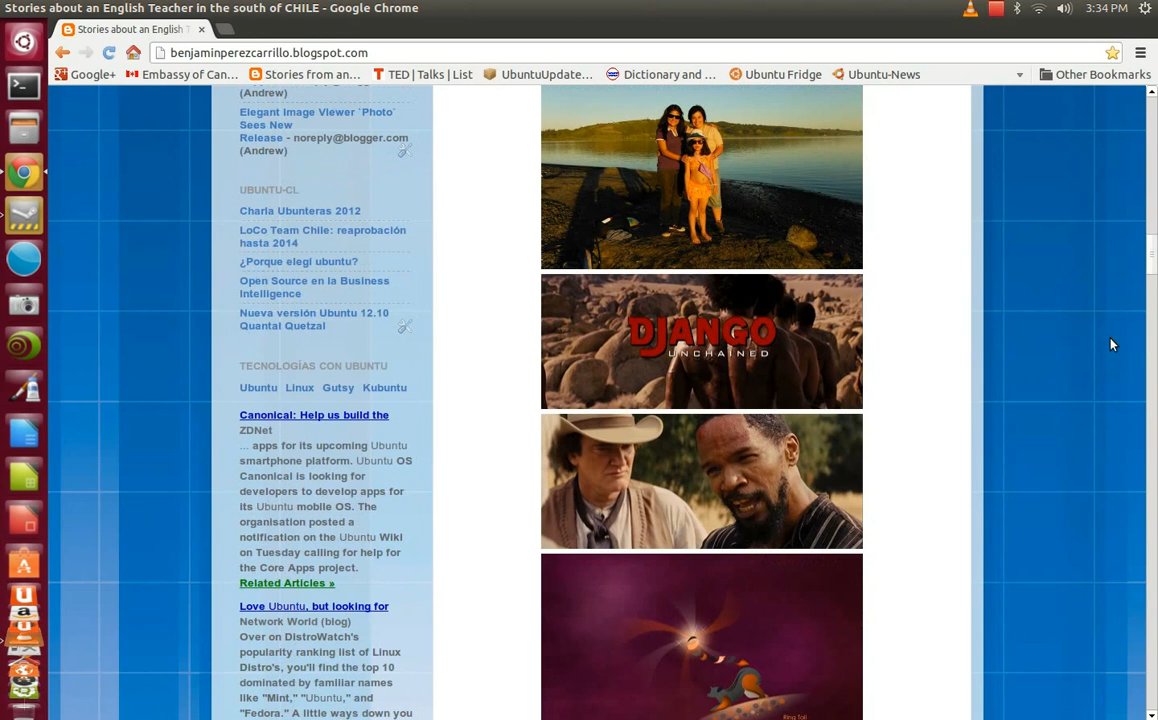 Stories about an English Teacher in the south of CHILE - Google Chrome
3:34 PM
Stories about an English T
benjaminperezcarrillo.blogspot.com
Google+
Embassy of Can...
Stories from an...
TED | Talks | List
UbuntuUpdate...
Dictionary and ...
Ubuntu Fridge
Ubuntu-News
Other Bookmarks
(Andrew)
Elegant Image Viewer `Photo`
Sees New
Release - noreply@blogger.com
(Andrew)
UBUNTU-CL
Charla Ubunteras 2012
LoCo Team Chile: reaprobación
hasta 2014
¿Porque elegi ubuntu?
Open Source en la Business
Intelligence
Nueva versión Ubuntu 12.10
Quantal Quetzal
TECNOLOGÌAS CON UBUNTU
Ubuntu Linux Gutsy Kubuntu
Canonical: Help us build the
ZDNet
... apps for its upcoming Ubuntu
smartphone platform. Ubuntu OS
Canonical is looking for
developers to develop apps for
its Ubuntu mobile OS. The
organisation posted a
notification on the Ubuntu Wiki
on Tuesday calling for help for
the Core Apps project.
Related Articles »
Love Ubuntu, but looking for
Network World (blog)
Over on DistroWatch's
popularity ranking list of Linux
Distro's, you'll find the top 10
dominated by familiar names
like "Mint," "Ubuntu," and
"Fedora." A little ways down you
DJANGO
UNCHAINED
Ring Tail